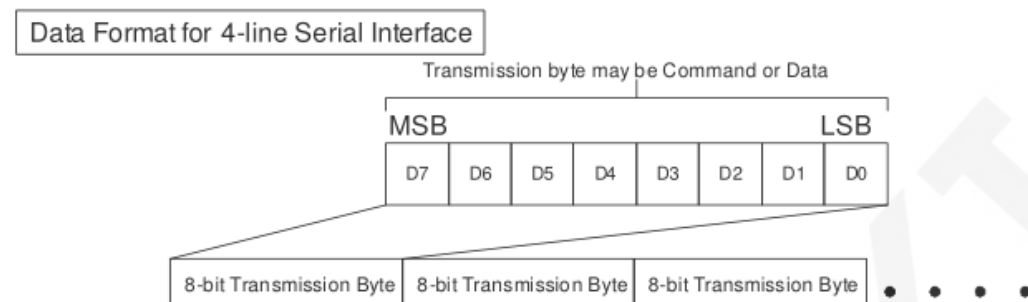 Data Format for 4-line Serial Interface
Transmission byte may be Command or Data
MSB LSB
D7 D6 D5 D4 D3 D2 D1 D0
8-bit Transmission Byte 8-bit Transmission Byte 8-bit Transmission Byte